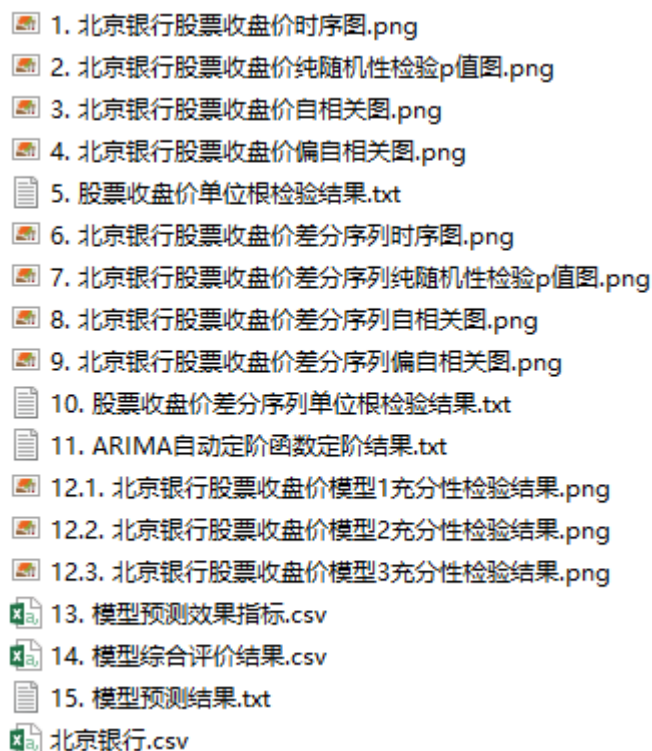 1. 北京银行股票收盘价时序图.png
2. 北京银行股票收盘价纯随机性检验p值图.png
3. 北京银行股票收盘价自相关图.png
4. 北京银行股票收盘价偏自相关图.png
5. 股票收盘价单位根检验结果.txt
6. 北京银行股票收盘价差分序列时序图.png
7. 北京银行股票收盘价差分序列纯随机性检验p值图.png
8. 北京银行股票收盘价差分序列自相关图.png
9. 北京银行股票收盘价差分序列偏自相关图.png
10. 股票收盘价差分序列单位根检验结果.txt
11. ARIMA自动定阶函数定阶结果.txt
12.1. 北京银行股票收盘价模型1充分性检验结果.png
12.2. 北京银行股票收盘价模型2充分性检验结果.png
12.3. 北京银行股票收盘价模型3充分性检验结果.png
13. 模型预测效果指标.csv
14. 模型综合评价结果.csv
15. 模型预测结果.txt
北京银行.csv